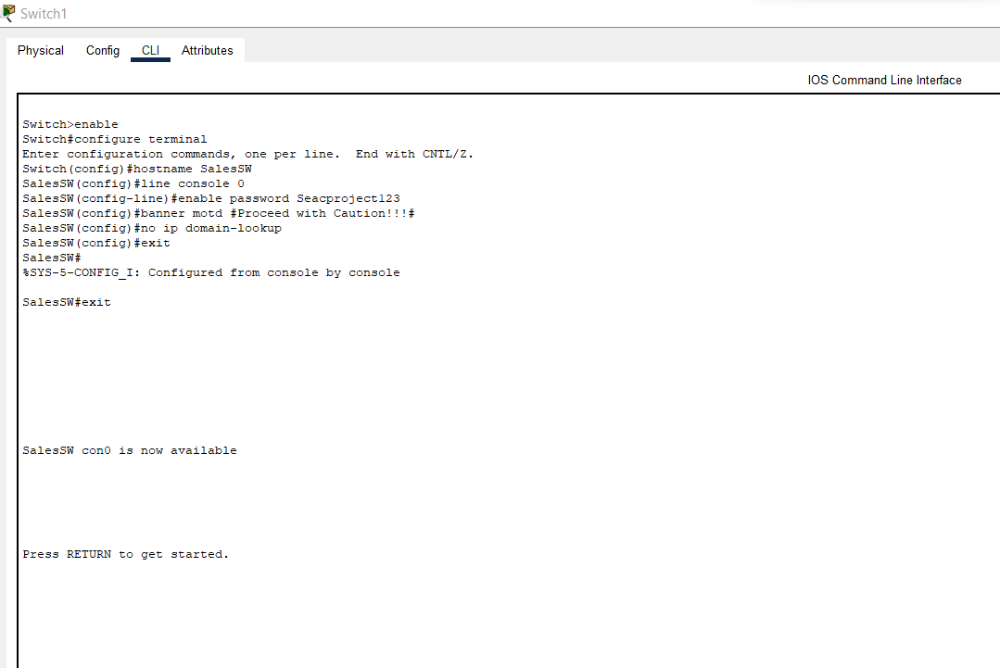 Switch1
Physical Config CLI Attributes
IOS Command Line Interface
Switch>enable
Switch#configure terminal
Enter configuration commands, one per line.  End with CNTL/Z.
Switch(config)#hostname SalesSW
SalesSW(config)#line console 0
SalesSW(config-line)#enable password Seacproject123
SalesSW(config)#banner motd #Proceed with Caution!!!#
SalesSW(config)#no ip domain-lookup
SalesSW(config)#exit
SalesSW#
%SYS-5-CONFIG_I: Configured from console by console
SalesSW#exit
SalesSW con0 is now available
Press RETURN to get started.